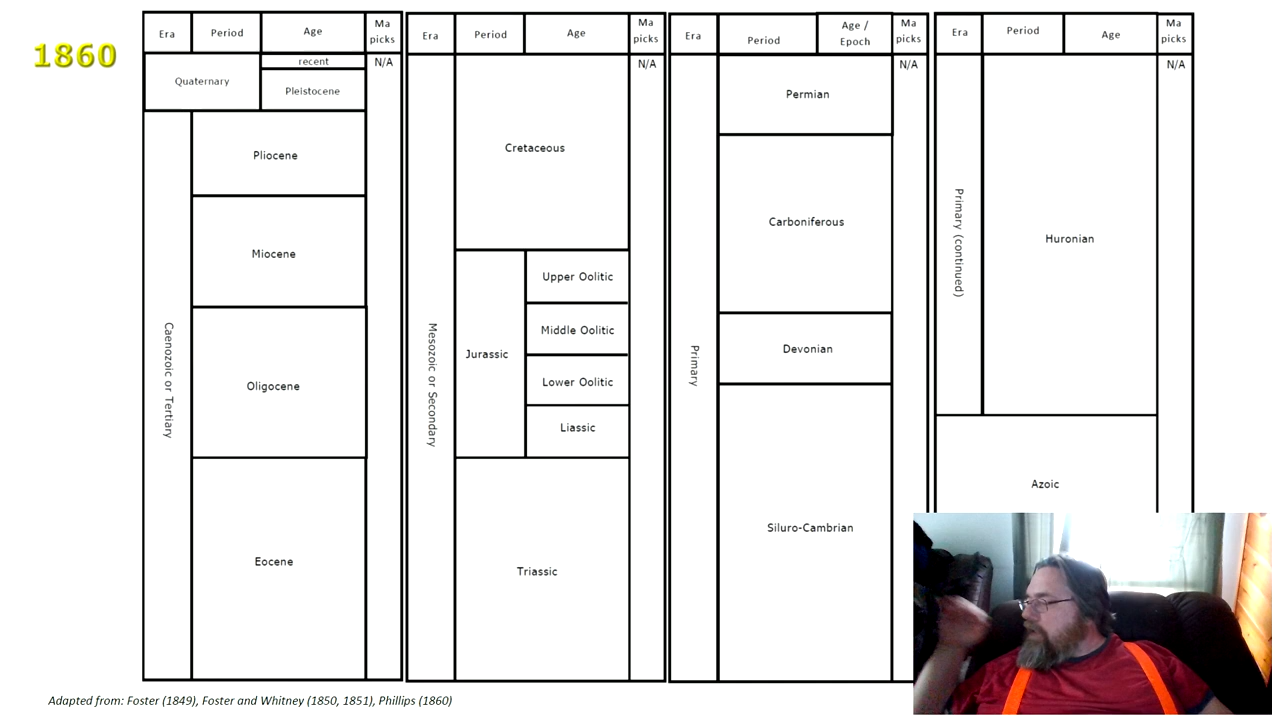 1860
Era
Period
Age
Ma
picks
Quaternary
recent
N/A
Pleistocene
Caenozoic or Tertiary
Pliocene
Miocene
Oligocene
Eocene
Era
Period
Age
Ma
picks
N/A
Mesozoic or Secondary
Cretaceous
Jurassic
Upper Oolitic
Middle Oolitic
Lower Oolitic
Liassic
Triassic
Era
Period
Age /
Epoch
Ma
picks
N/A
Primary
Permian
Carboniferous
Devonian
Siluro-Cambrian
Era
Period
Age
Ma
picks
N/A
Primary (continued)
Huronian
Azoic
Adapted from: Foster (1849), Foster and Whitney (1850, 1851), Phillips (1860)